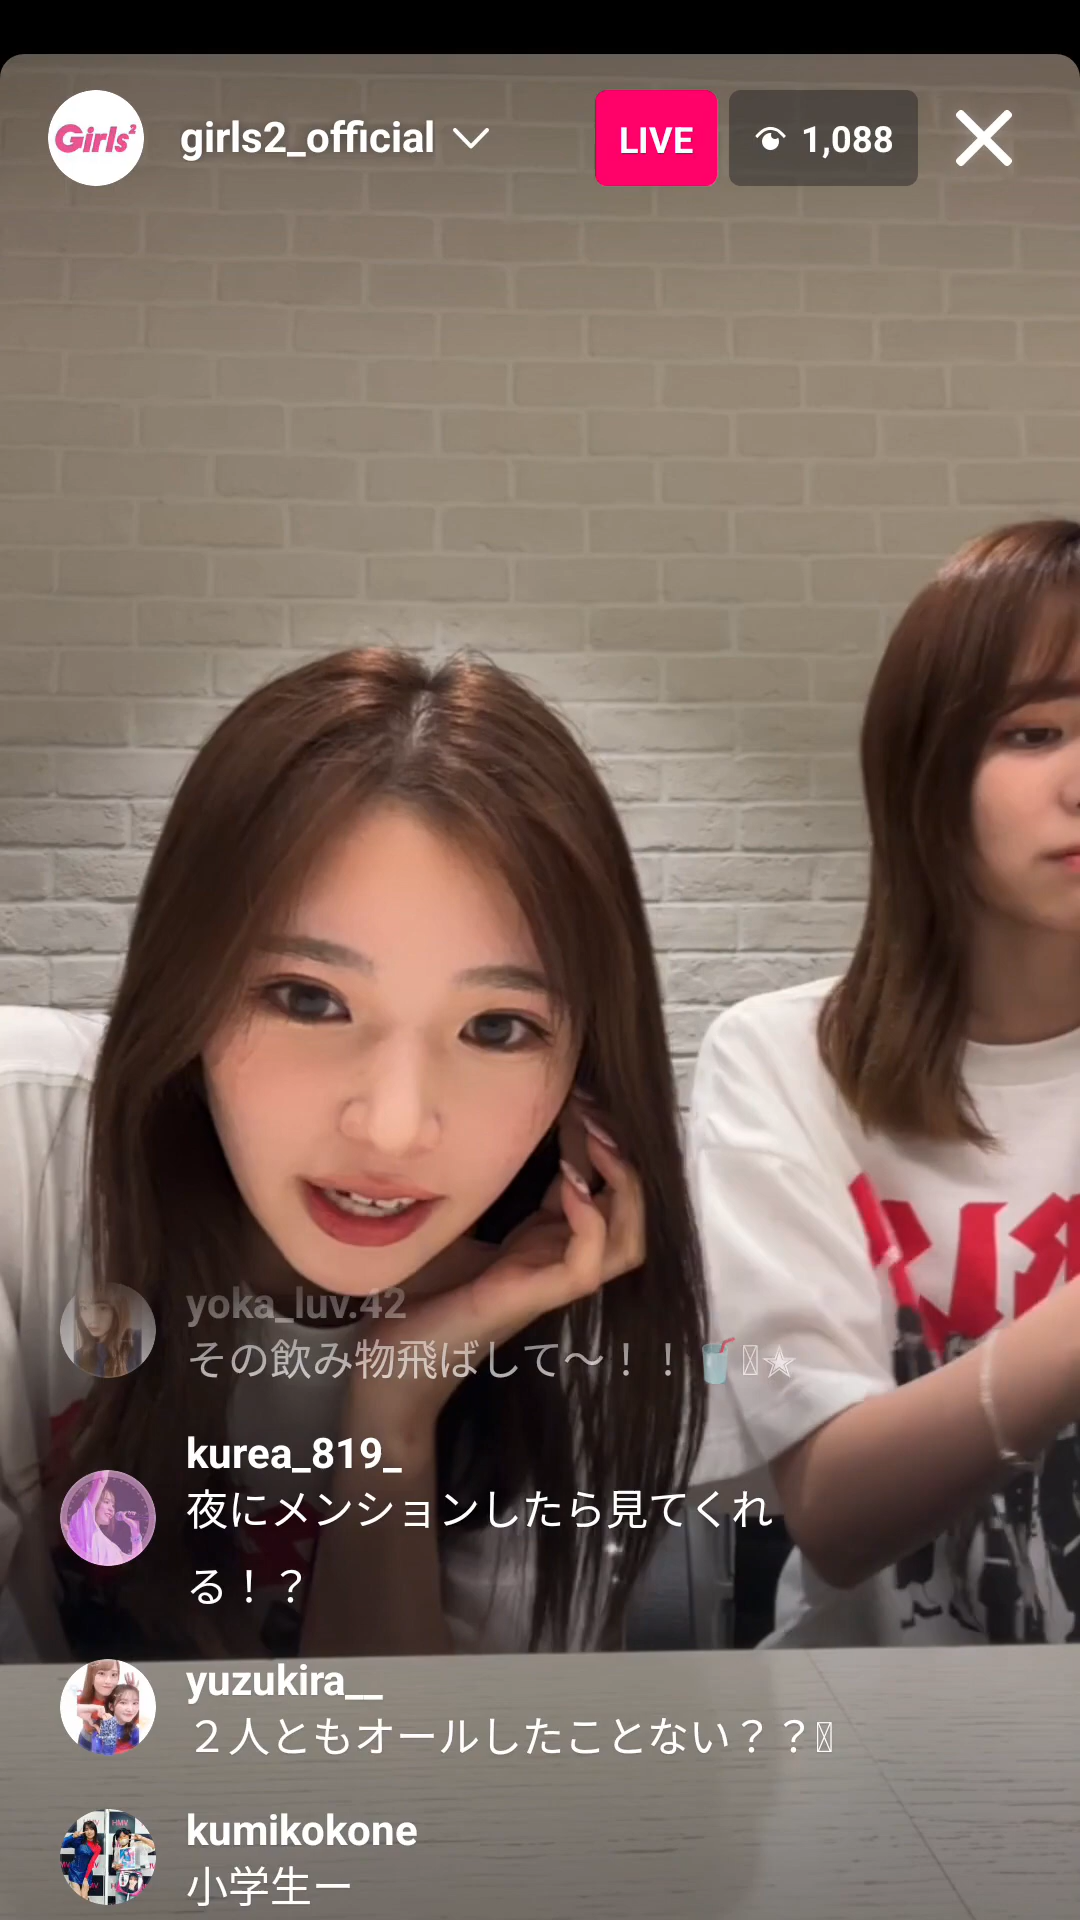 Girls²
girls2_official
LIVE
1,088
yoka_luv.42
その飲み物飛ばして〜！！🥤
kurea_819_
夜にメンションしたら見てくれ
る！？
yuzukira__
２人ともオールしたことない？？
kumikokone
小学生ー